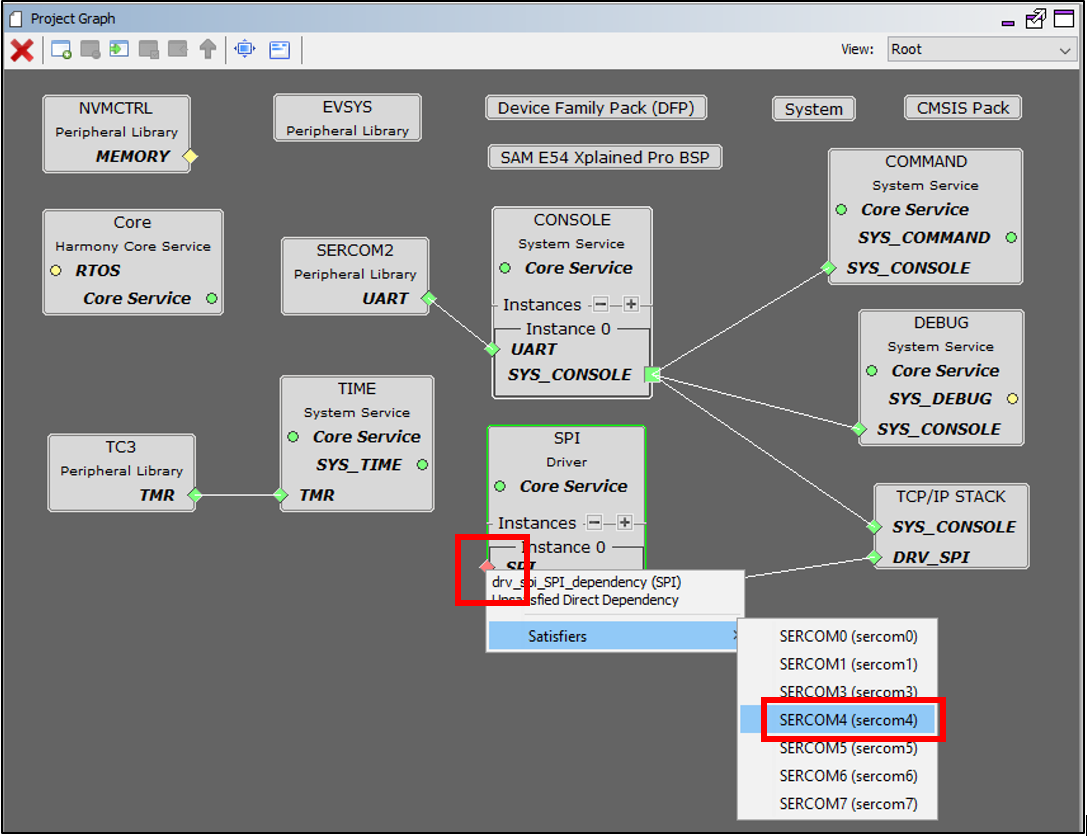 Project Graph
View: Root
NVMCTRL
Peripheral Library
MEMORY
EVSYS
Peripheral Library
Device Family Pack (DFP)
System
CMSIS Pack
SAM E54 Xplained Pro BSP
COMMAND
System Service
Core Service
SYS_COMMAND
SYS_CONSOLE
Core
Harmony Core Service
RTOS
Core Service
SERCOM2
Peripheral Library
UART
CONSOLE
System Service
Core Service
Instances
Instance 0
UART
SYS_CONSOLE
DEBUG
System Service
Core Service
SYS_DEBUG
SYS_CONSOLE
TIME
System Service
Core Service
SYS_TIME
TMR
TC3
Peripheral Library
TMR
SPI
Driver
Core Service
Instances
Instance 0
SPI
TCP/IP STACK
SYS_CONSOLE
DRV_SPI
drv_spi_SPI_dependency (SPI)
Unsatisfied Direct Dependency
Satisfiers
SERCOM0 (sercom0)
SERCOM1 (sercom1)
SERCOM3 (sercom3)
SERCOM4 (sercom4)
SERCOM5 (sercom5)
SERCOM6 (sercom6)
SERCOM7 (sercom7)